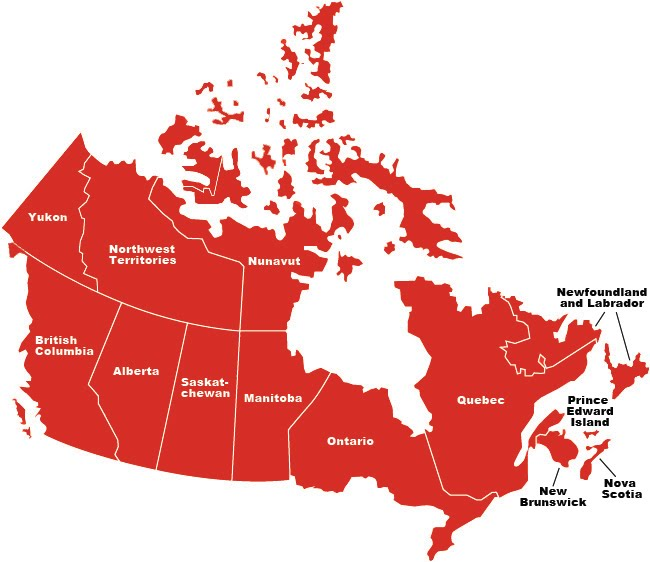 Yukon
Northwest
Territories
Nunavut
British
Columbia
Alberta
Saskat-
chewan
Manitoba
Ontario
Quebec
Newfoundland
and Labrador
Prince
Edward
Island
New
Brunswick
Nova
Scotia